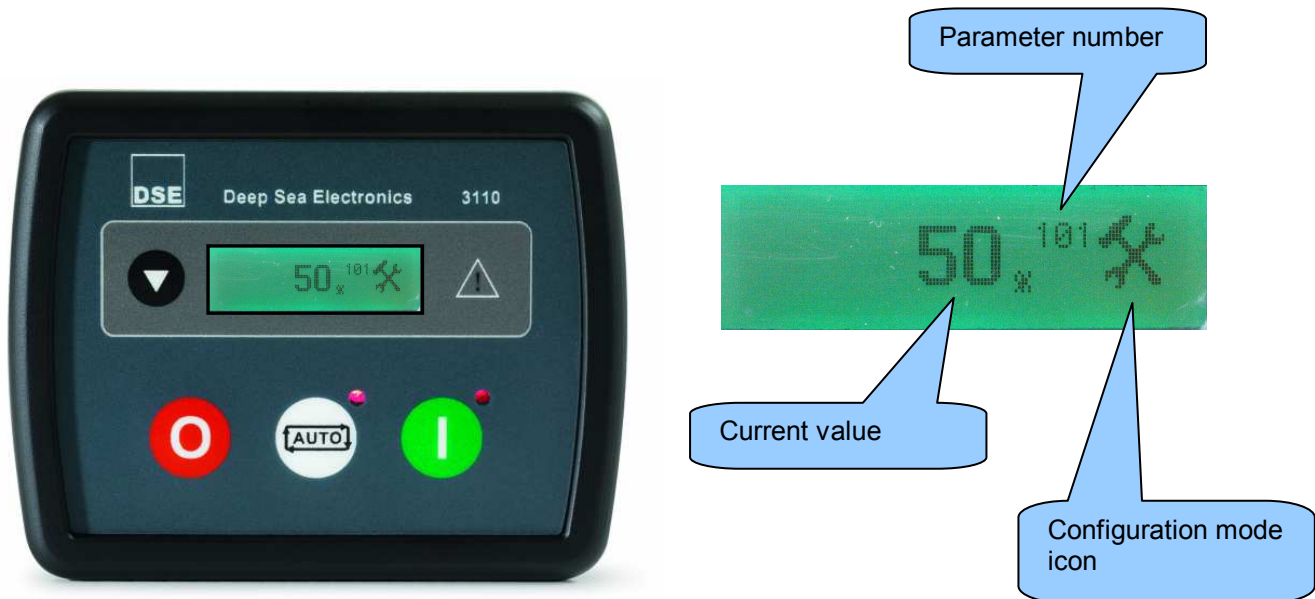 Parameter number
DSE
Deep Sea Electronics 3110
50 % 101
O AUTO I
50 % 101
Current value
Configuration mode
icon